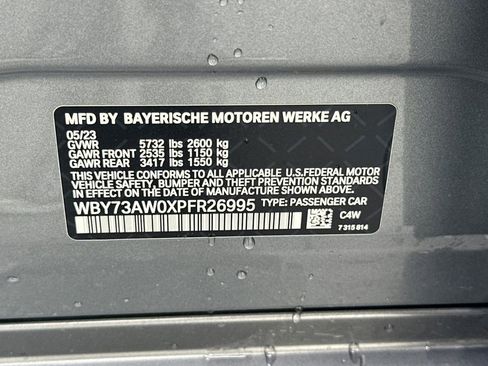 MFD BY BAYERISCHE MOTOREN WERKE AG
05/23
GVWR 5732 lbs 2600 kg
GAWR FRONT 2535 lbs 1150 kg
GAWR REAR 3417 lbs 1550 kg
THIS VEHICLE CONFORMS TO ALL APPLICABLE U.S.FEDERAL MOTOR
VEHICLE SAFETY, BUMPER AND THEFT PREVENTION
STANDARDS IN EFFECT ON THE DATE OF MANUFACTURE SHOWN ABOVE.
WBY73AW0XPFR26995 TYPE: PASSENGER CAR
C4W
7 315 814